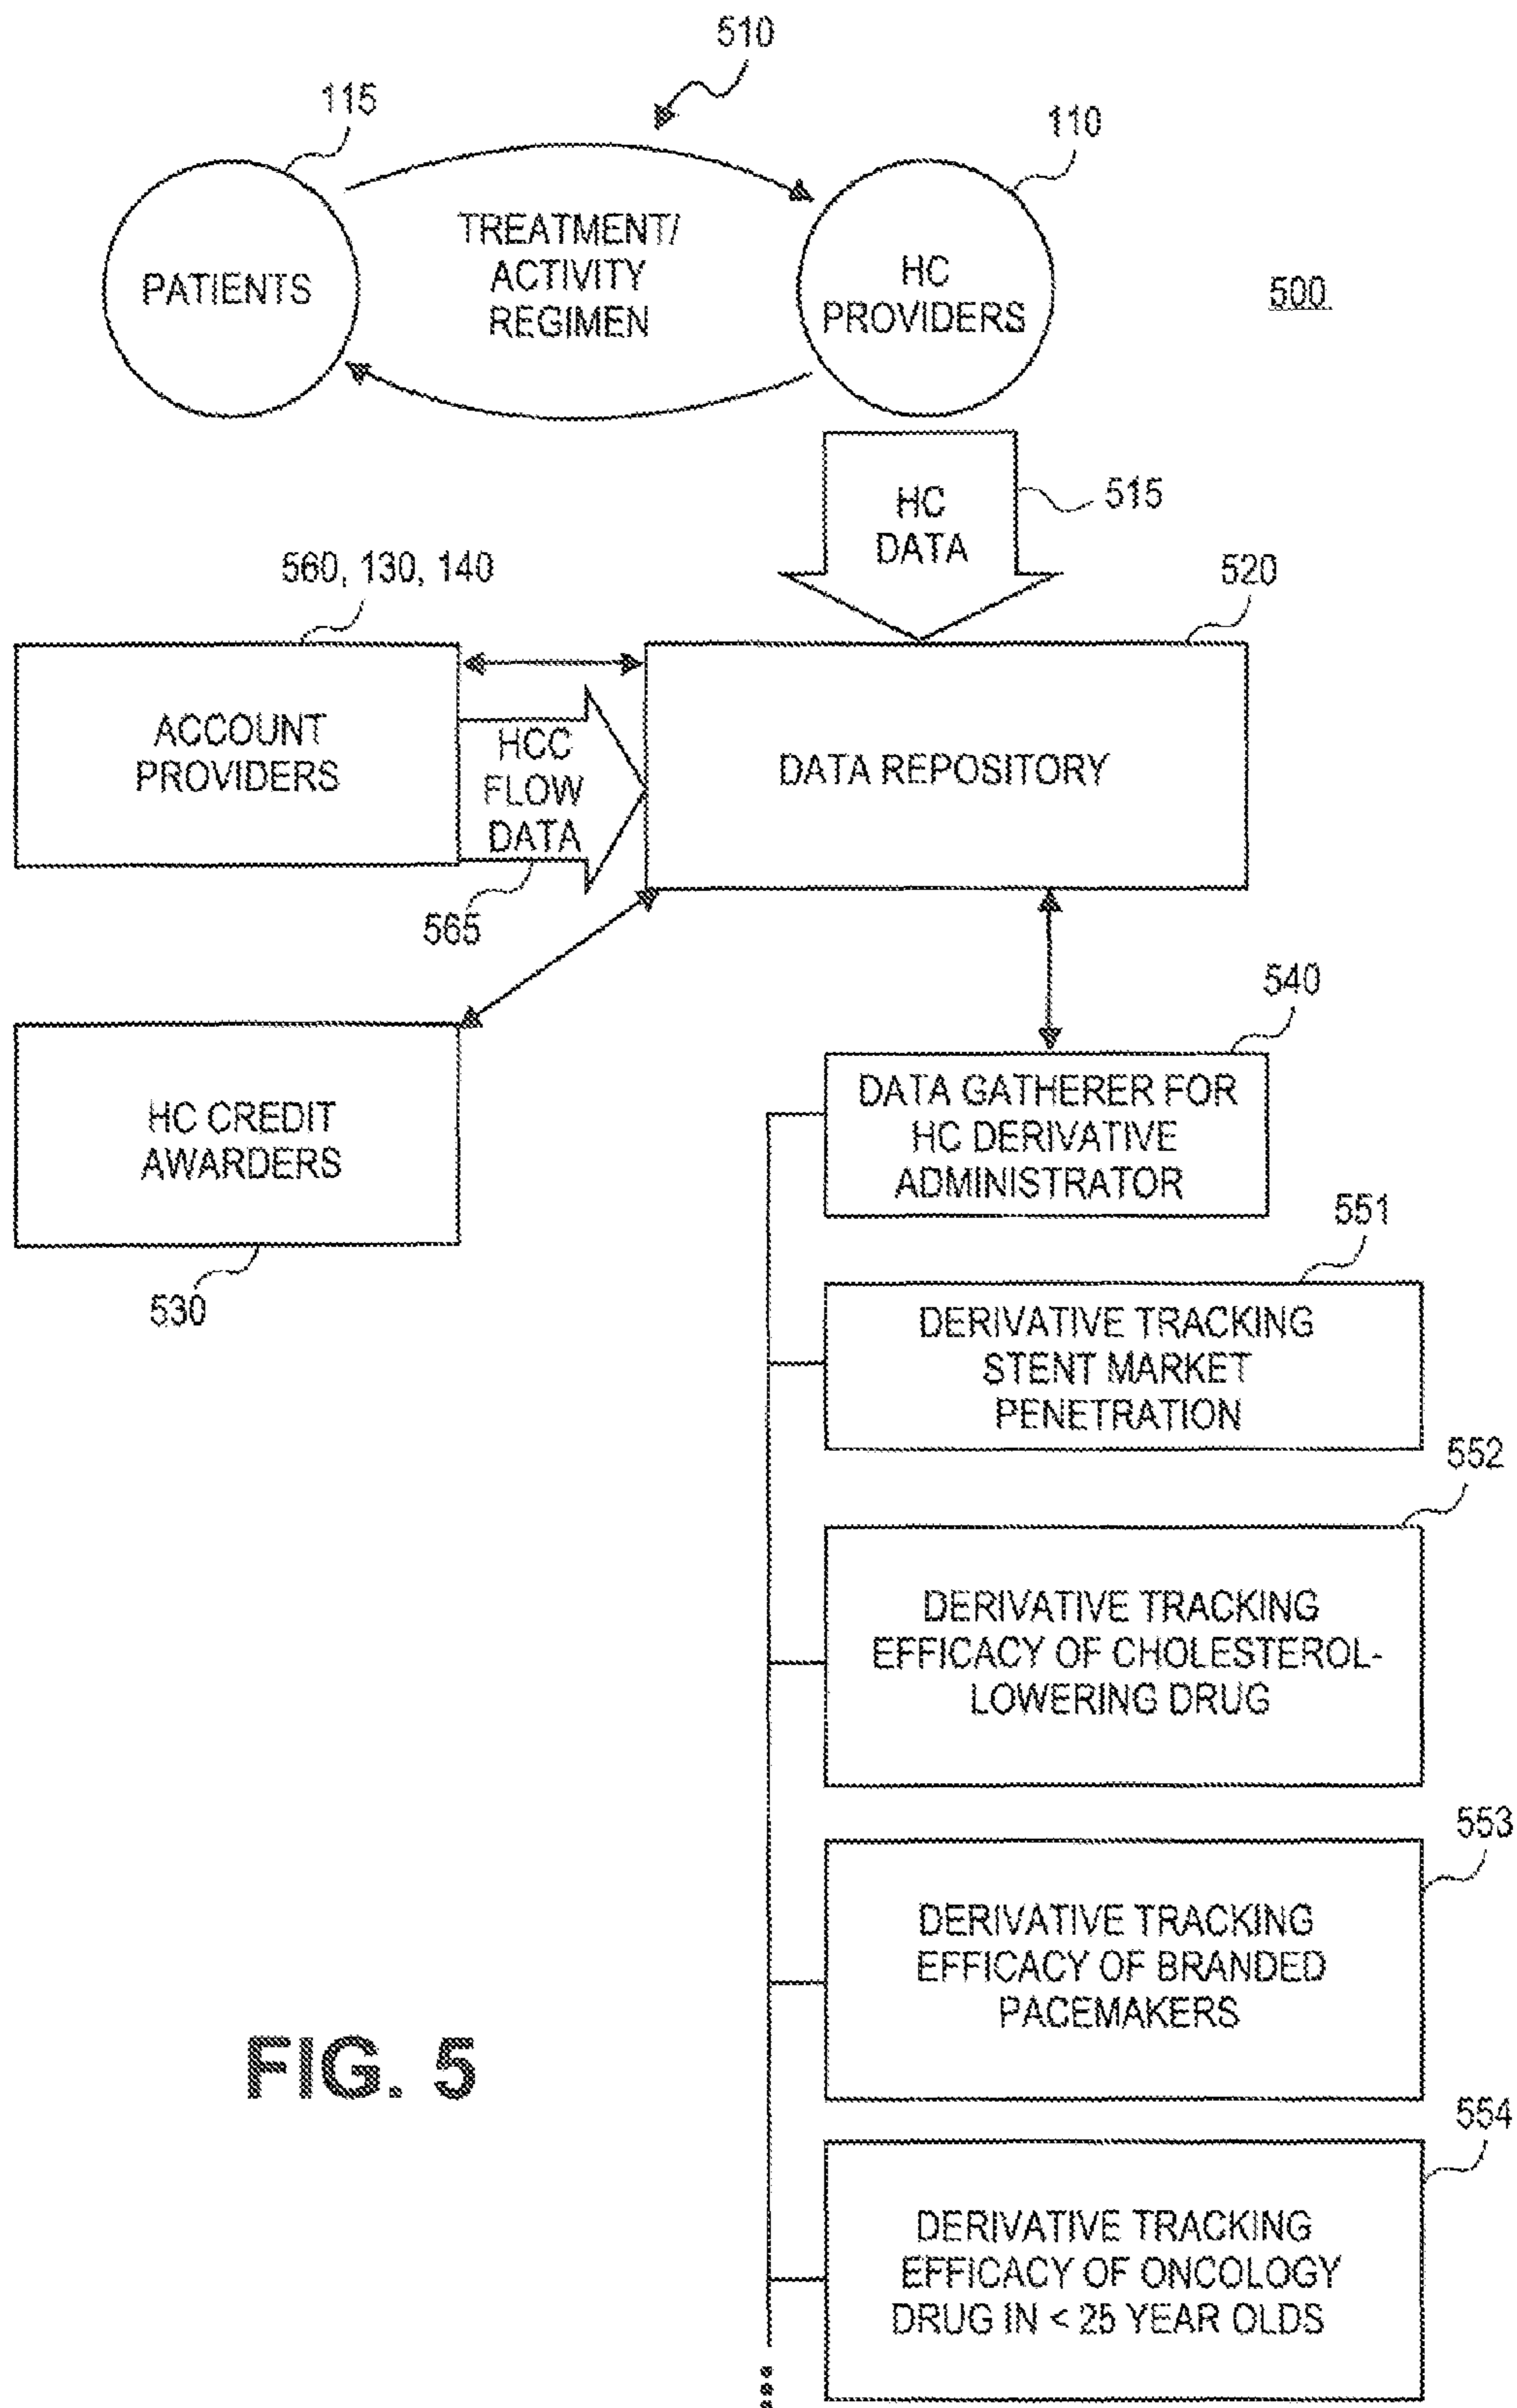 510
115
110
PATIENTS
TREATMENT/
ACTIVITY
REGIMEN
HC
PROVIDERS
500
HC
DATA
515
560, 130, 140
520
ACCOUNT
PROVIDERS
HCC
FLOW
DATA
DATA REPOSITORY
565
540
HC CREDIT
AWARDERS
530
DATA GATHERER FOR
HC DERIVATIVE
ADMINISTRATOR
551
DERIVATIVE TRACKING
STENT MARKET
PENETRATION
552
DERIVATIVE TRACKING
EFFICACY OF CHOLESTEROL-
LOWERING DRUG
553
DERIVATIVE TRACKING
EFFICACY OF BRANDED
PACEMAKERS
FIG. 5
554
DERIVATIVE TRACKING
EFFICACY OF ONCOLOGY
DRUG IN < 25 YEAR OLDS